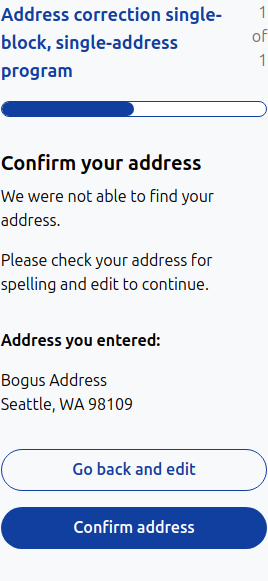 Address correction single-
block, single-address
program
1
of
1
Confirm your address
We were not able to find your
address.
Please check your address for
spelling and edit to continue.
Address you entered:
Bogus Address
Seattle, WA 98109
Go back and edit
Confirm address